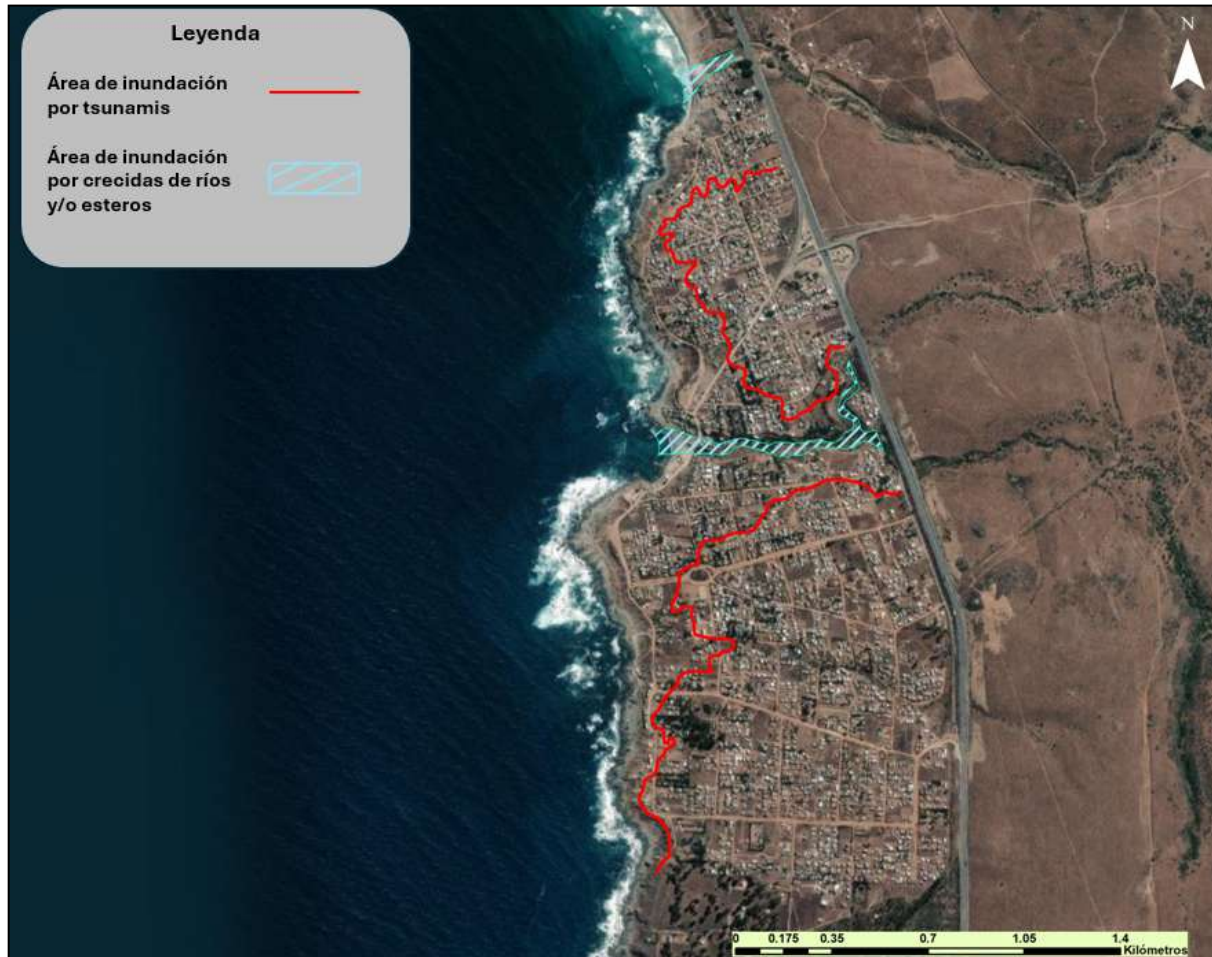 Leyenda
Área de inundación
por tsunamis
Área de inundación
por crecidas de ríos
y/o esteros
N
0 0.175 0.35 0.7 1.05 1.4
Kilómetros